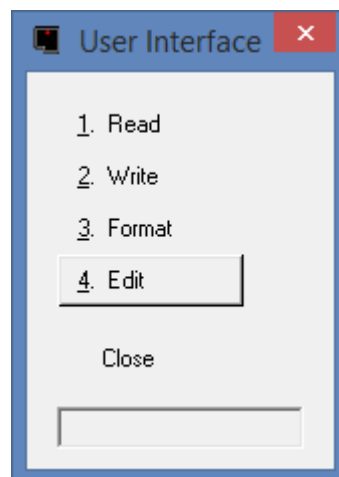 User Interface
1. Read
2. Write
3. Format
4. Edit
Close